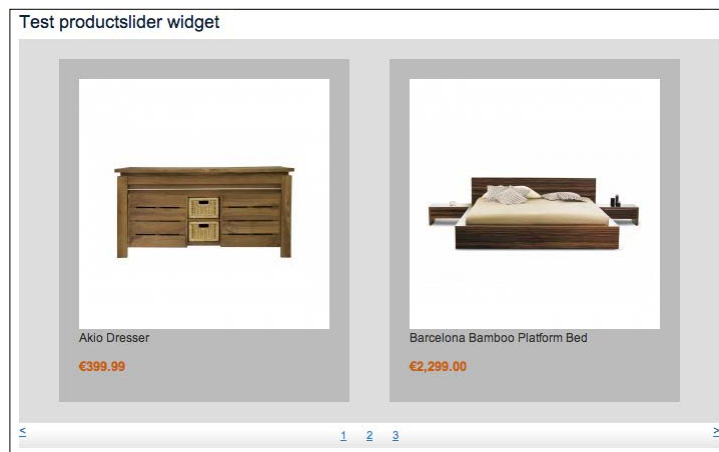 Test productslider widget
Akio Dresser
€399.99
Barcelona Bamboo Platform Bed
€2,299.00
< 1 2 3 >